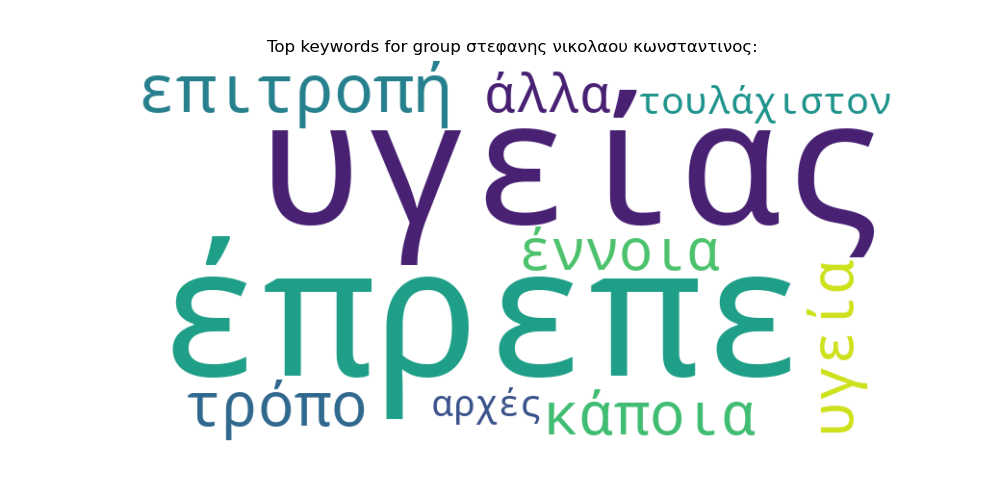 Top keywords for group στεφανης νικολαου κωνσταντινος:
επιτροπή
άλλα
τουλάχιστον
υγείας
έννοια
έπρεπε
υγεία
τρόπο
αρχές
κάποια